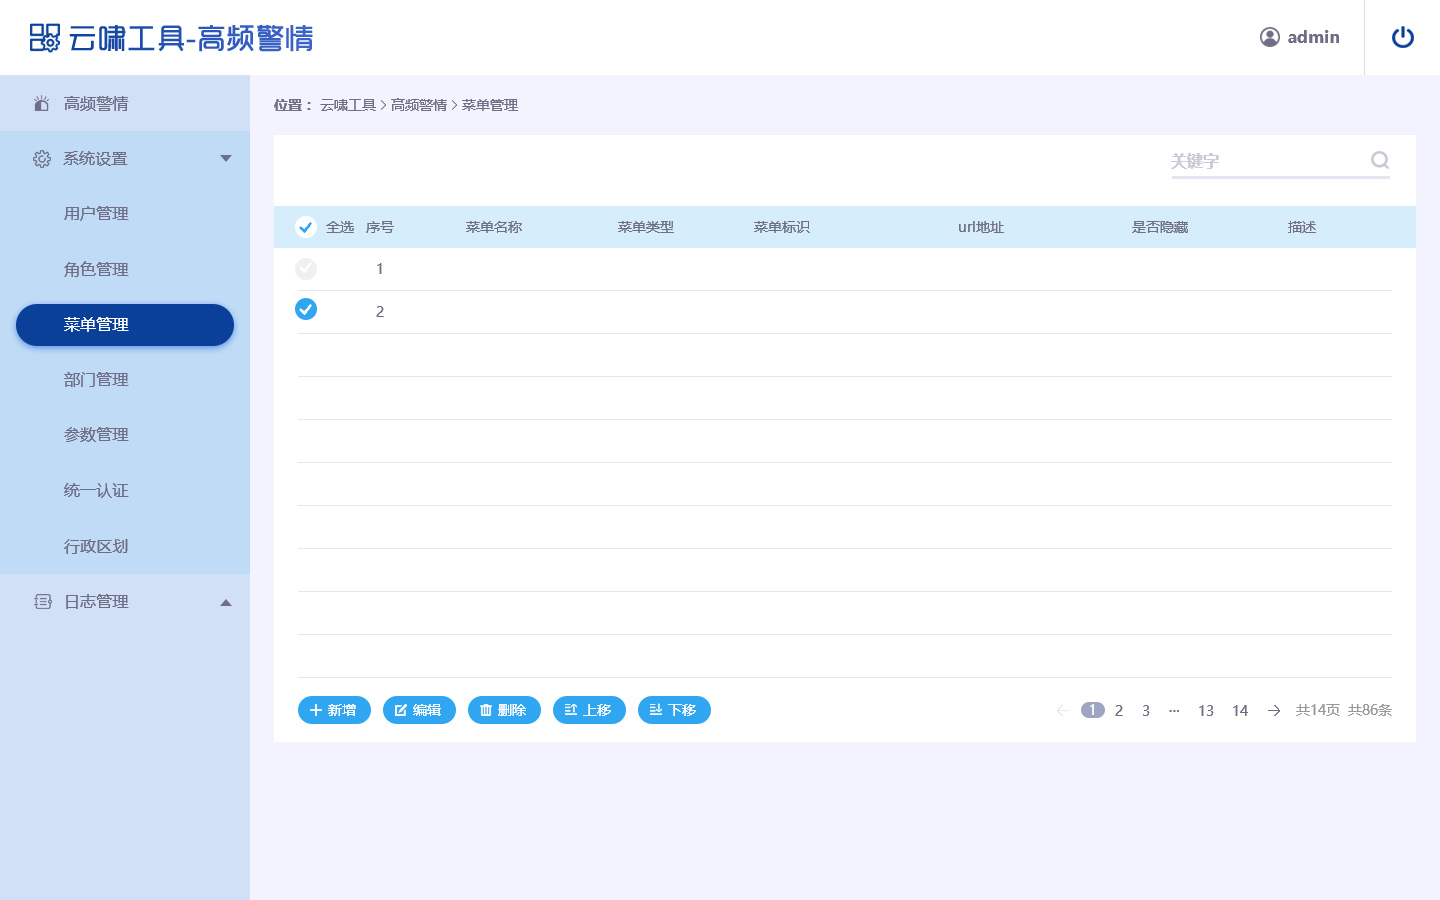 云啸工具-高频警情
admin
高频警情
系统设置
用户管理
角色管理
菜单管理
部门管理
参数管理
统一认证
行政区划
日志管理
位置： 云啸工具 > 高频警情 > 菜单管理
关键字
全选 序号 菜单名称 菜单类型 菜单标识 url地址 是否隐藏 描述
1
2
新增 编辑 删除 上移 下移
← 1 2 3 ··· 13 14 → 共14页 共86条